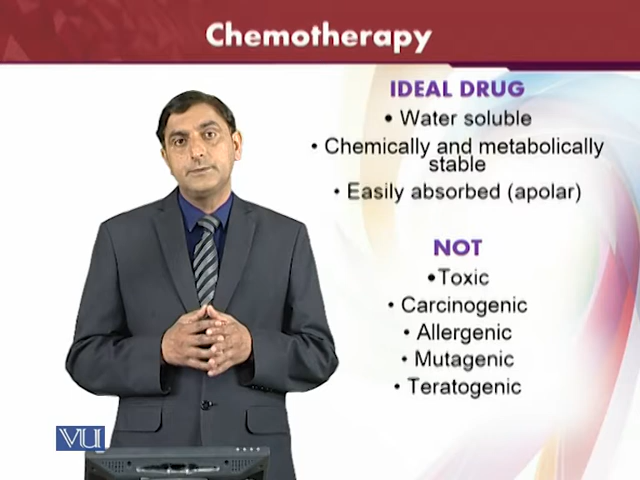 Chemotherapy
IDEAL DRUG
• Water soluble
• Chemically and metabolically
stable
• Easily absorbed (apolar)
NOT
•Toxic
• Carcinogenic
• Allergenic
• Mutagenic
• Teratogenic
VU